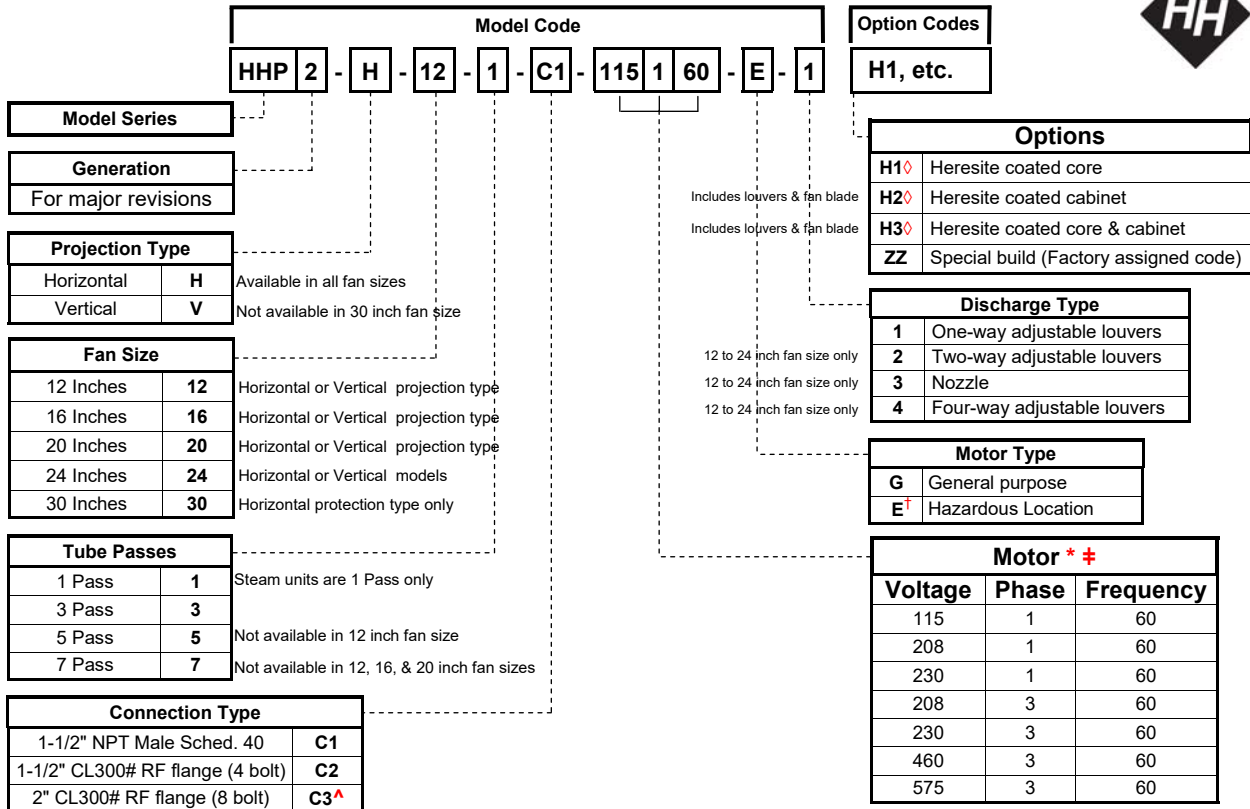 Model Code
Option Codes
HH
HHP 2 - H - 12 - 1 - C1 - 115 1 60 - E - 1
H1, etc.
Model Series
Generation
For major revisions
Projection Type
Horizontal H Available in all fan sizes
Vertical V Not available in 30 inch fan size
Fan Size
12 Inches 12 Horizontal or Vertical projection type
16 Inches 16 Horizontal or Vertical projection type
20 Inches 20 Horizontal or Vertical projection type
24 Inches 24 Horizontal or Vertical models
30 Inches 30 Horizontal protection type only
Tube Passes
1 Pass 1 Steam units are 1 Pass only
3 Pass 3
5 Pass 5 Not available in 12 inch fan size
7 Pass 7 Not available in 12, 16, & 20 inch fan sizes
Connection Type
1-1/2" NPT Male Sched. 40 C1
1-1/2" CL300# RF flange (4 bolt) C2
2" CL300# RF flange (8 bolt) C3^
Options
H1◊ Heresite coated core
Includes louvers & fan blade H2◊ Heresite coated cabinet
Includes louvers & fan blade H3◊ Heresite coated core & cabinet
ZZ Special build (Factory assigned code)
Discharge Type
1 One-way adjustable louvers
12 to 24 inch fan size only 2 Two-way adjustable louvers
12 to 24 inch fan size only 3 Nozzle
12 to 24 inch fan size only 4 Four-way adjustable louvers
Motor Type
G General purpose
E† Hazardous Location
Motor * ‡
Voltage Phase Frequency
115 1 60
208 1 60
230 1 60
208 3 60
230 3 60
460 3 60
575 3 60